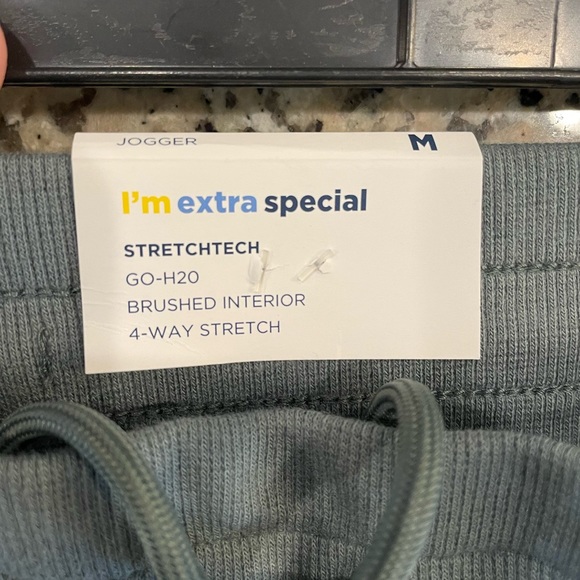 JOGGER M
I'm extra special
STRETCHTECH
GO-H20
BRUSHED INTERIOR
4-WAY STRETCH